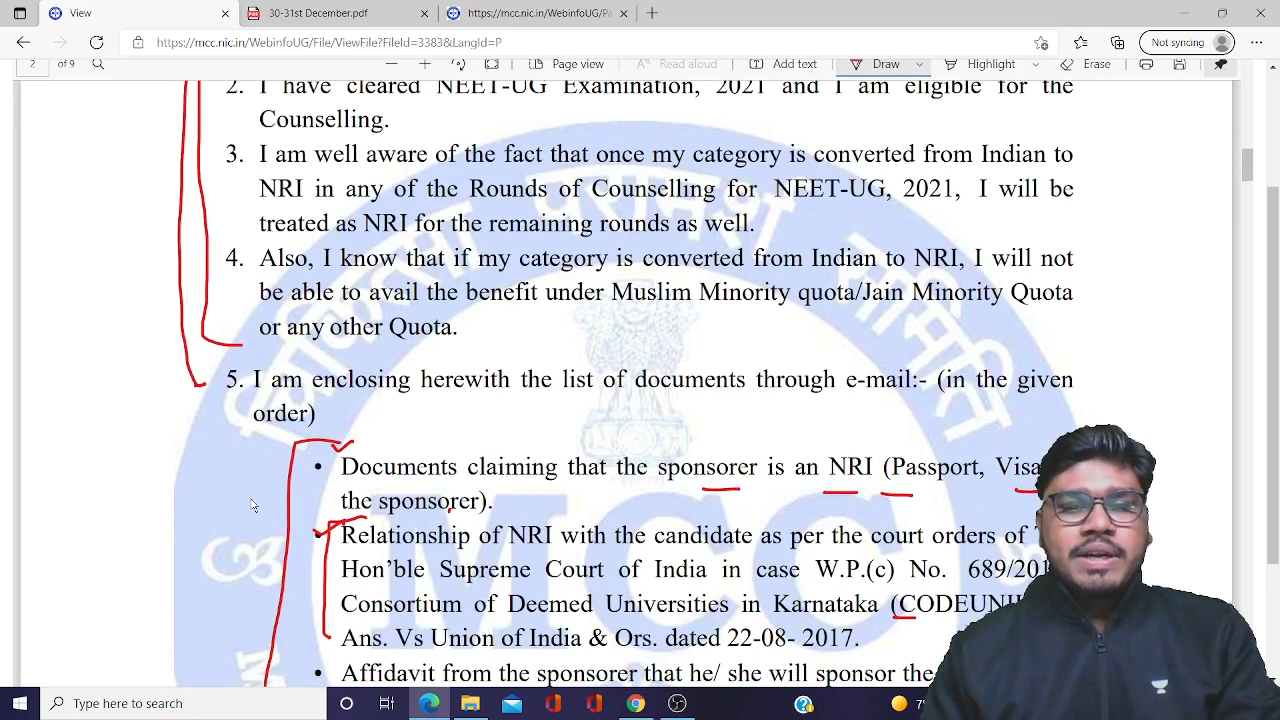 View
30-31st December.pdf
https://mcc.nic.in/WebinfoUG/Pa
https://mcc.nic.in/WebinfoUG/File/ViewFile?FileId=3383&LangId=P
Not syncing
2 of 9
Page view
Read aloud
Add text
Draw
Highlight
Erase
2. I have cleared NEET-UG Examination, 2021 and I am eligible for the
Counselling.
3. I am well aware of the fact that once my category is converted from Indian to
NRI in any of the Rounds of Counselling for NEET-UG, 2021, I will be
treated as NRI for the remaining rounds as well.
4. Also, I know that if my category is converted from Indian to NRI, I will not
be able to avail the benefit under Muslim Minority quota/Jain Minority Quota
or any other Quota.
5. I am enclosing herewith the list of documents through e-mail:- (in the given
order)
• Documents claiming that the sponsorer is an NRI (Passport, Visa
the sponsorer).
• Relationship of NRI with the candidate as per the court orders of
Hon'ble Supreme Court of India in case W.P.(c) No. 689/201
Consortium of Deemed Universities in Karnataka (CODEUNI
Ans. Vs Union of India & Ors. dated 22-08- 2017.
• Affidavit from the sponsorer that he/ she will sponsor the
MCC
Type here to search